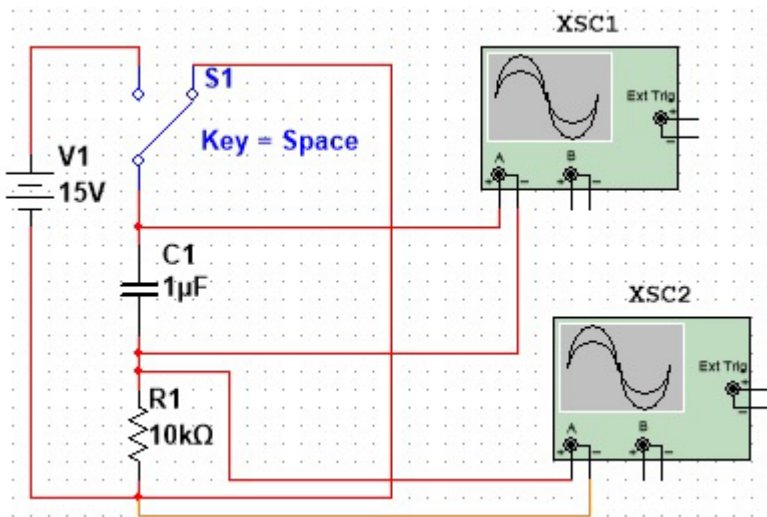 XSC1
S1
Ext Trig
+
Key = Space
V1
15V
A
B
+
-
+
-
-
C1
1µF
XSC2
Ext Trig
+
R1
10kΩ
A
B
+
-
+
-
-